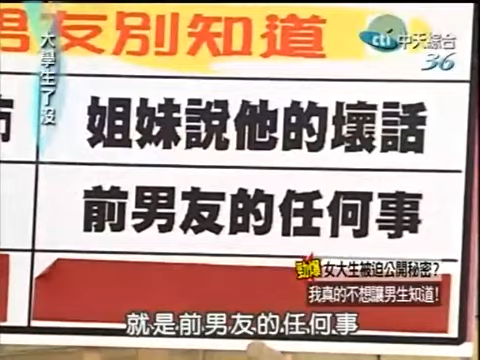 男友別知道
大學生了沒
cti中天綜合
36
姐妹說他的壞話
前男友的任何事
勁爆
女大生被迫公開秘密?
我真的不想讓男生知道!
就是前男友的任何事